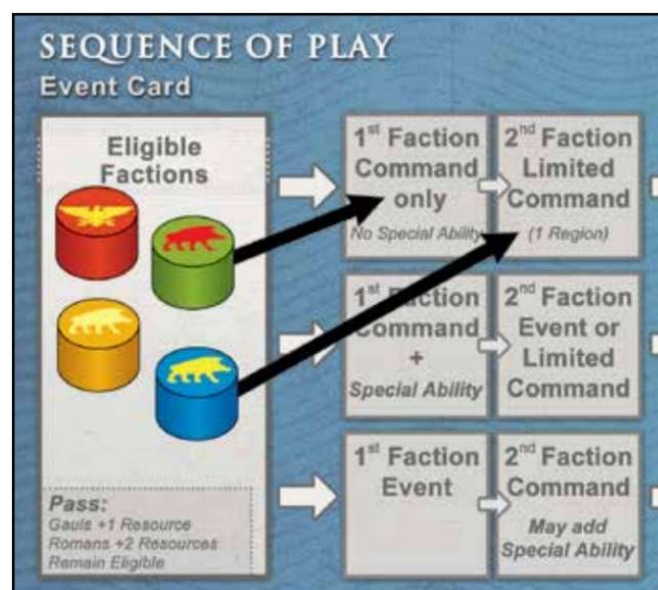 SEQUENCE OF PLAY
Event Card
Eligible
Factions
1st Faction
Command
only
No Special Ability
2nd Faction
Limited
Command
(1 Region)
1st Faction
Command
+
Special Ability
2nd Faction
Event or
Limited
Command
1st Faction
Event
2nd Faction
Command
May add
Special Ability
Pass:
Gauls +1 Resource
Romans +2 Resources
Remain Eligible